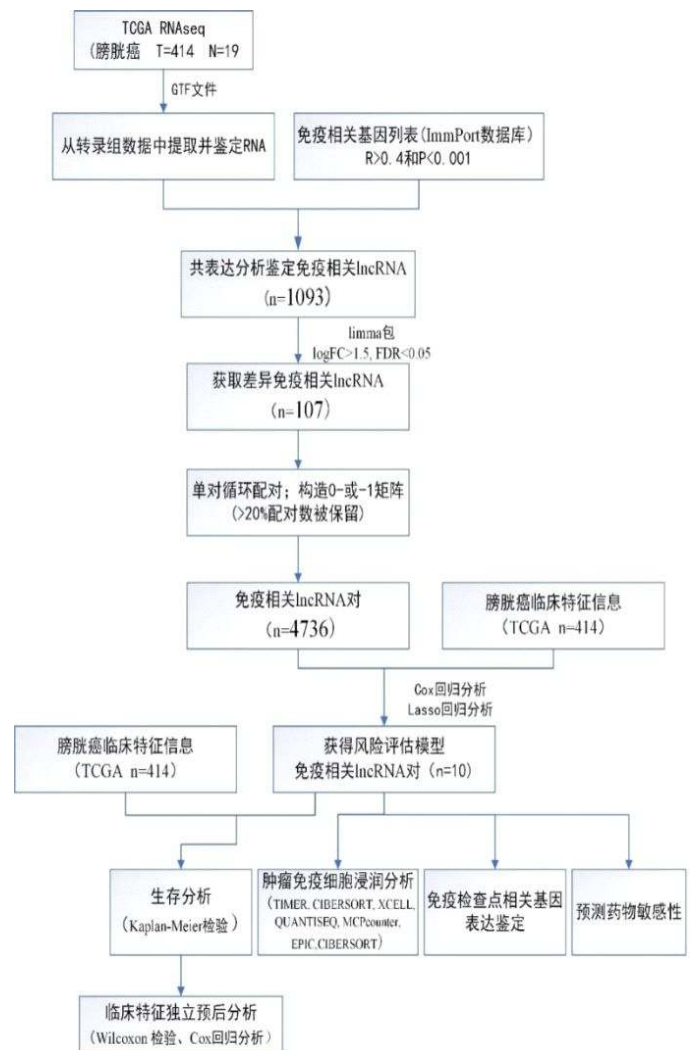 TCGA RNAseq
(膀胱癌 T=414 N=19
GTF文件
从转录组数据中提取并鉴定RNA
免疫相关基因列表(ImmPort数据库)
R>0.4和P<0.001
共表达分析鉴定免疫相关lncRNA
(n=1093)
limma包
logFC>1.5, FDR<0.05
获取差异免疫相关lncRNA
(n=107)
单对循环配对；构造0-或-1矩阵
(>20%配对数被保留)
免疫相关lncRNA对
(n=4736)
膀胱癌临床特征信息
(TCGA n=414)
Cox回归分析
Lasso回归分析
膀胱癌临床特征信息
(TCGA n=414)
获得风险评估模型
免疫相关lncRNA对 (n=10)
生存分析
(Kaplan-Meier检验)
肿瘤免疫细胞浸润分析
(TIMER, CIBERSORT, XCELL,
QUANTISEQ, MCPcounter,
EPIC,CIBERSORT)
免疫检查点相关基因
表达鉴定
预测药物敏感性
临床特征独立预后分析
(Wilcoxon 检验、Cox回归分析)